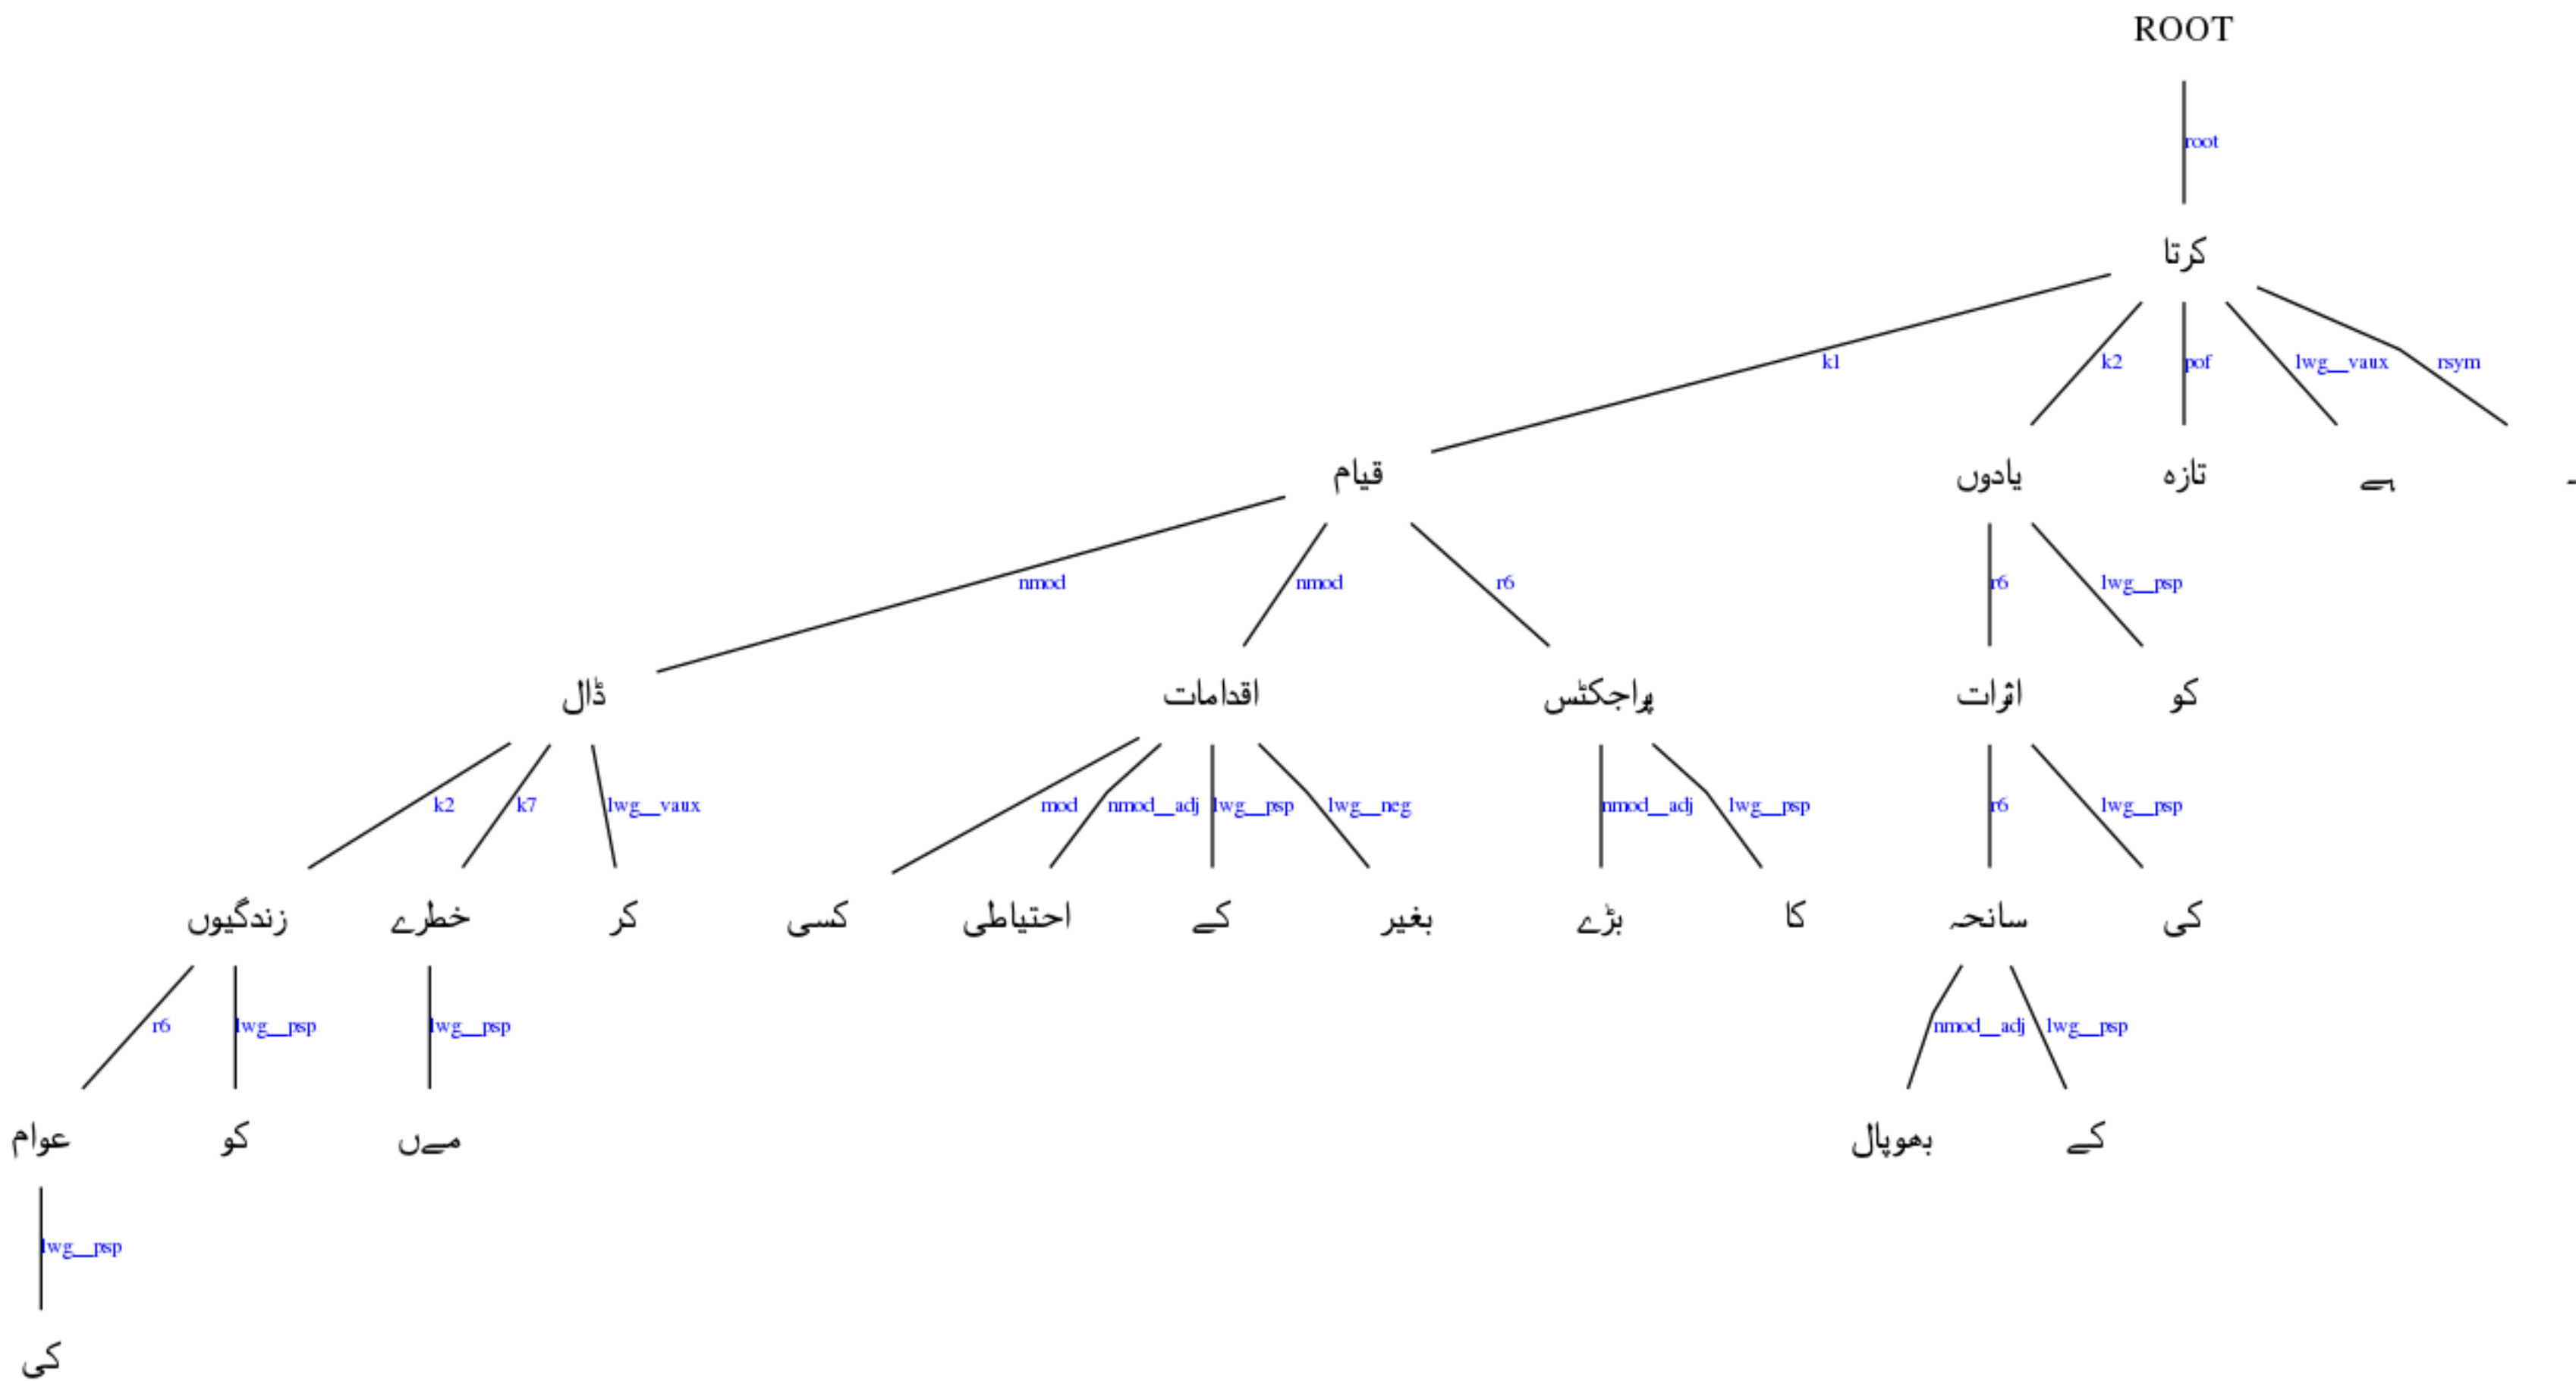 ROOT
root
کرتا
k1 k2 pof lwg__vaux rsym
قیام یادوں تازہ ہے ۔
nmod nmod r6 r6 lwg__psp
ڈال اقدامات پراجکٹس اثرات کو
k2 k7 lwg__vaux mod nmod__adj lwg__psp lwg__neg nmod__adj lwg__psp r6 lwg__psp
زندگیوں خطرے کر کسی احتیاطی کے بغیر بڑے کا سانحہ کی
r6 lwg__psp lwg__psp nmod__adj lwg__psp
عوام کو مےں بھوپال کے
lwg__psp
کی